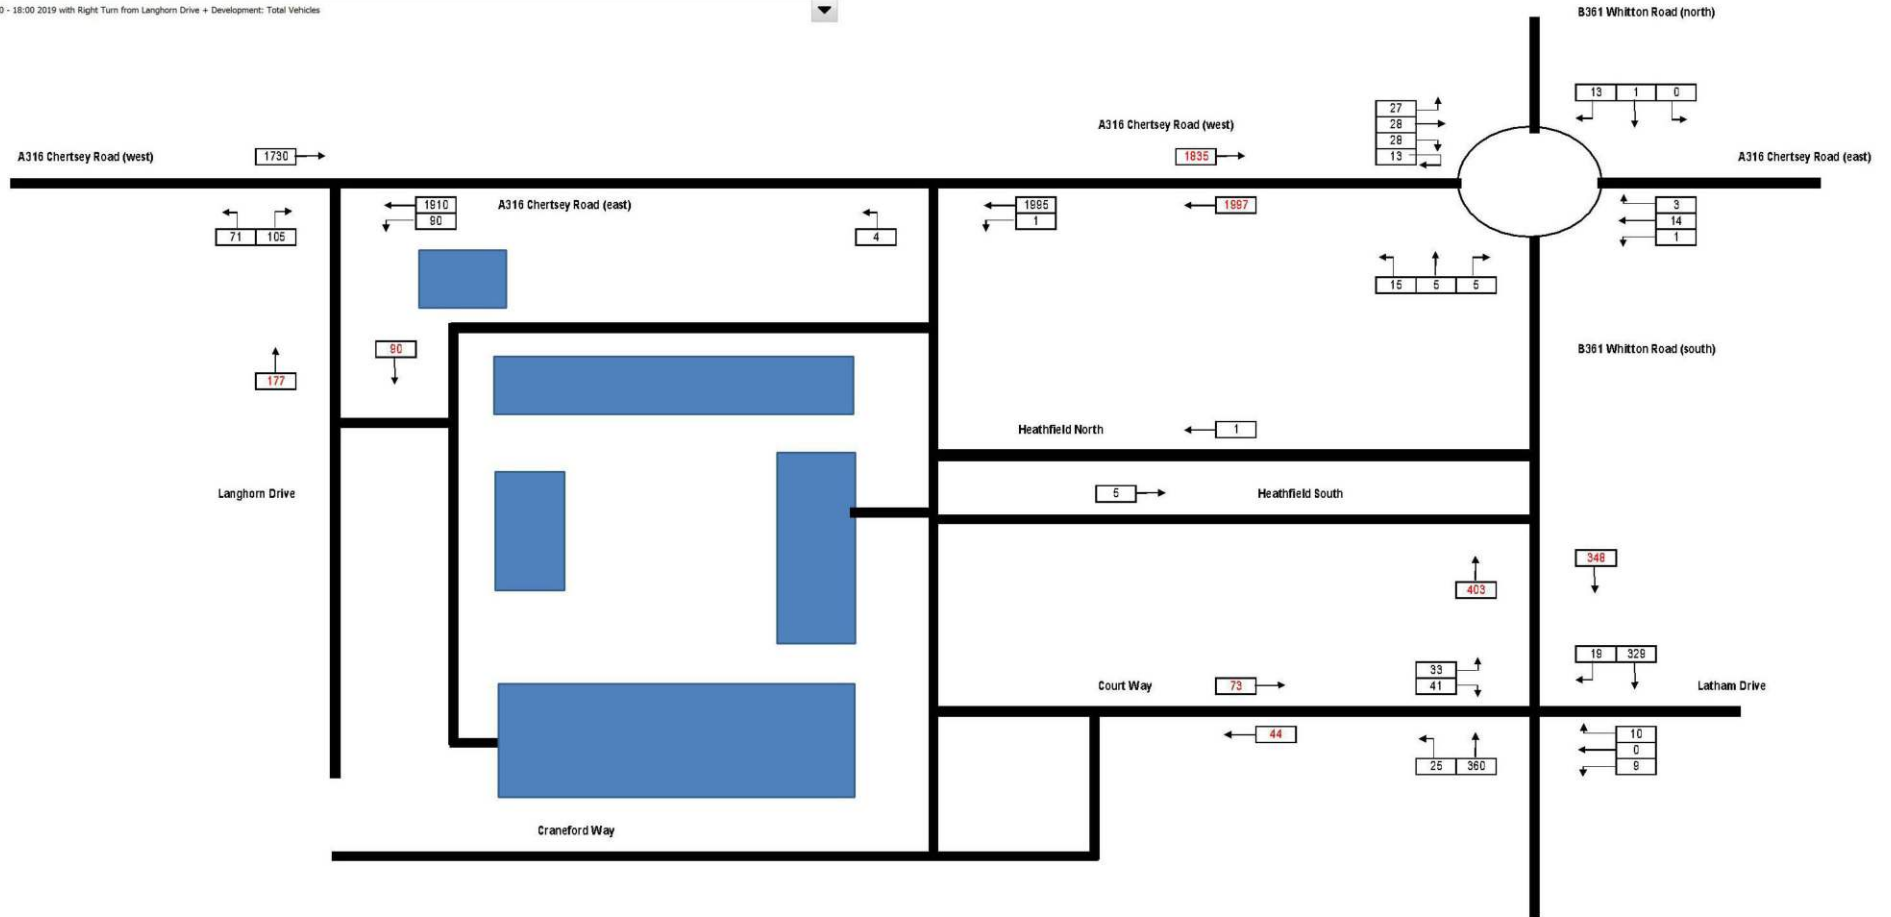 0 - 18:00 2019 with Right Turn from Langhorn Drive + Development: Total Vehicles
B361 Whitton Road (north)
13 1 0
27
28
28
13
A316 Chertsey Road (west)
A316 Chertsey Road (west)
1730
1835
A316 Chertsey Road (east)
1910
90
A316 Chertsey Road (east)
1995
1
1997
3
14
1
71 105
4
15 5 5
90
177
B361 Whitton Road (south)
Heathfield North
1
Langhorn Drive
5
Heathfield South
348
403
19 329
33
41
Court Way
73
Latham Drive
44
25 360
10
0
9
Craneford Way